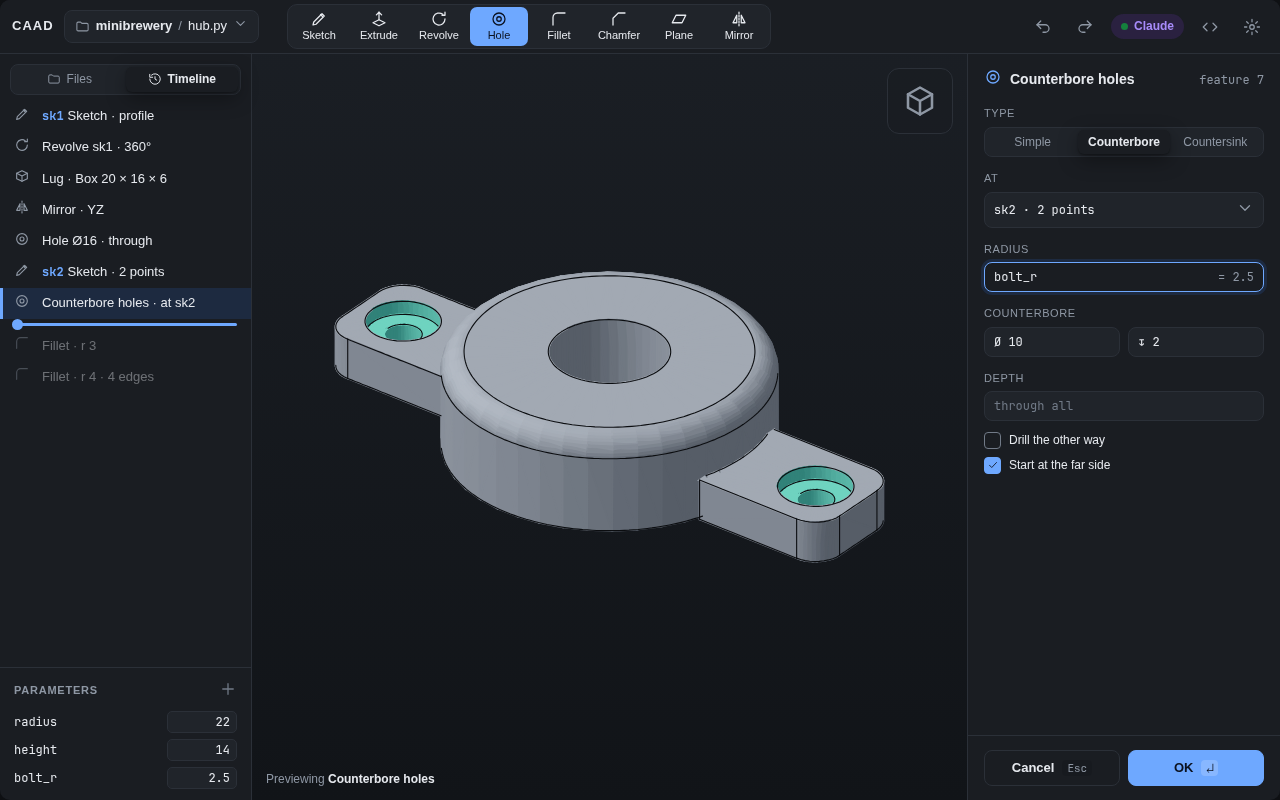 CAAD minibrewery / hub.py
Sketch Extrude Revolve Hole Fillet Chamfer Plane Mirror
Claude
Files Timeline
sk1 Sketch · profile
Revolve sk1 · 360°
Lug · Box 20 × 16 × 6
Mirror · YZ
Hole Ø16 · through
sk2 Sketch · 2 points
Counterbore holes · at sk2
Fillet · r 3
Fillet · r 4 · 4 edges
PARAMETERS
radius 22
height 14
bolt_r 2.5
Previewing Counterbore holes
Counterbore holes feature 7
TYPE
Simple Counterbore Countersink
AT
sk2 · 2 points
RADIUS
bolt_r = 2.5
COUNTERBORE
Ø 10 ↧ 2
DEPTH
through all
Drill the other way
Start at the far side
Cancel Esc OK